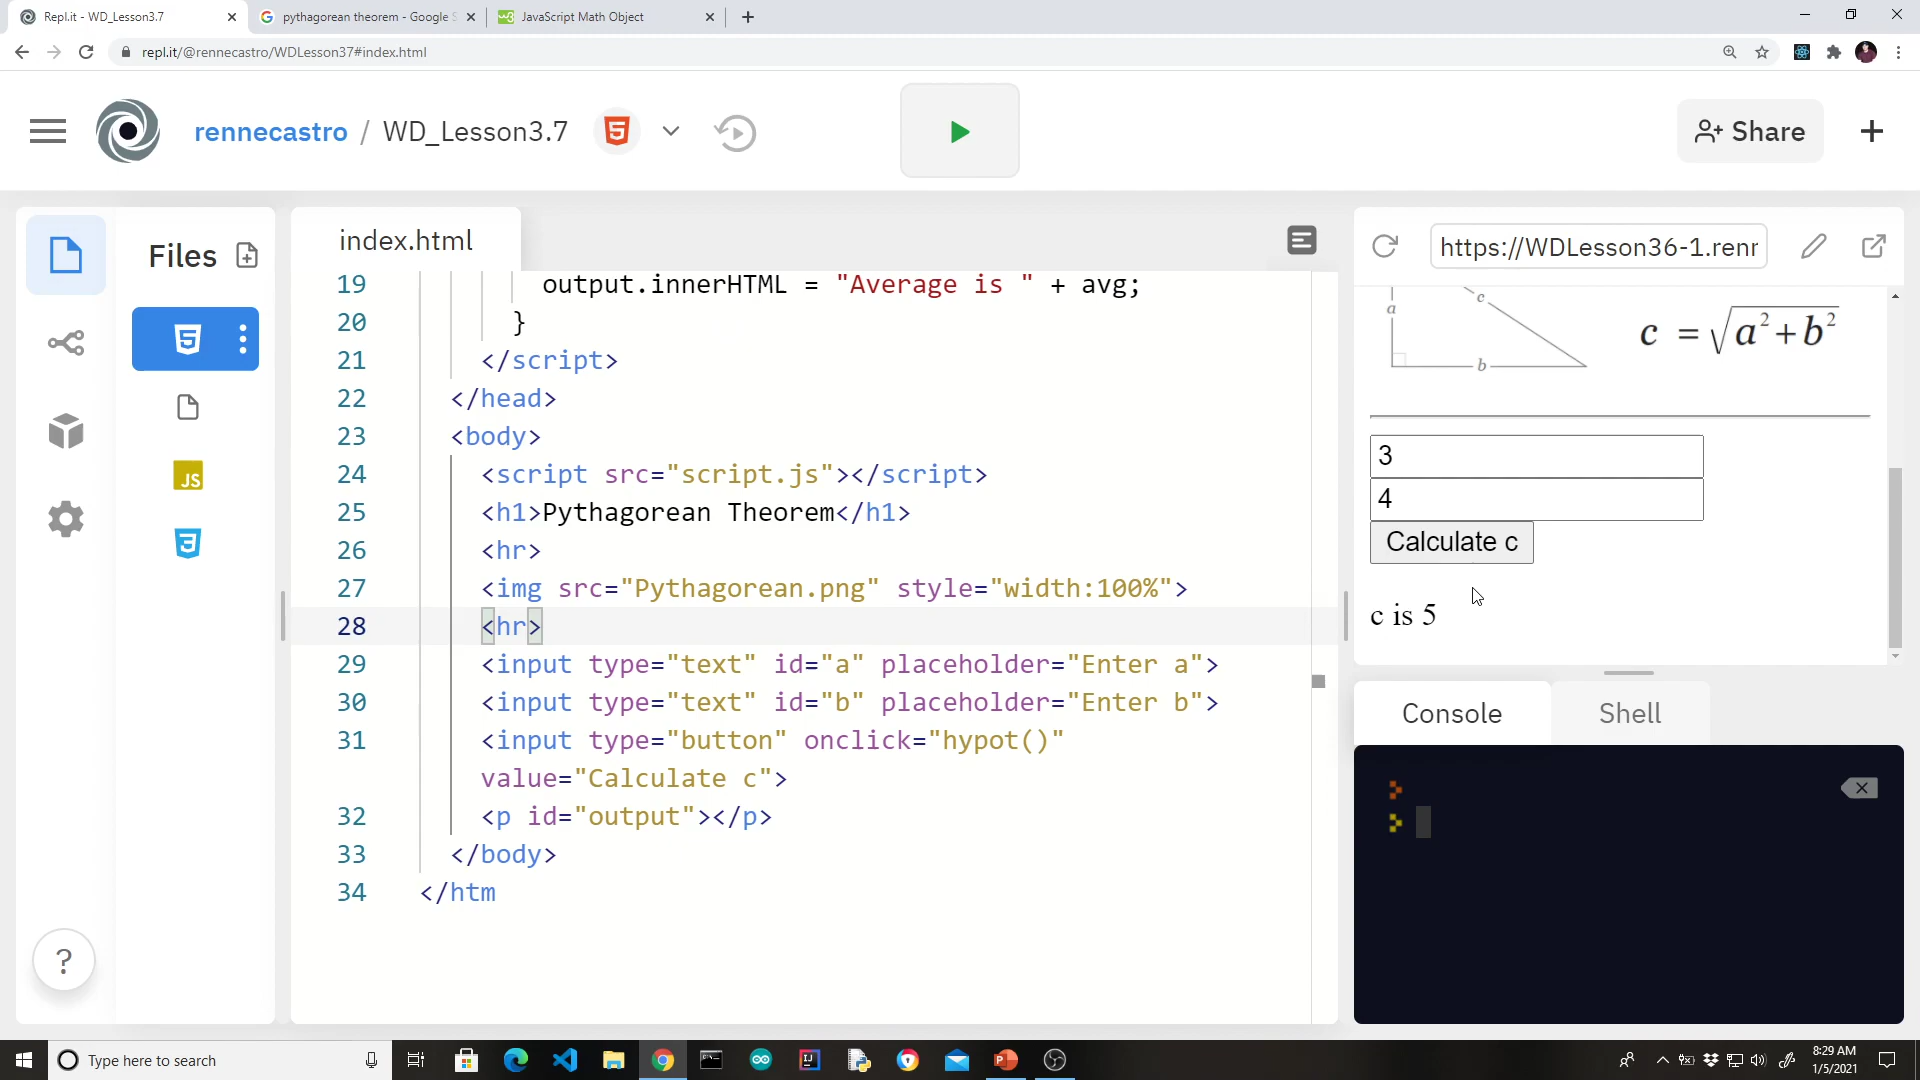 Repl.it - WD_Lesson3.7
pythagorean theorem - Google S
JavaScript Math Object
repl.it/@rennecastro/WDLesson37#index.html
rennecastro / WD_Lesson3.7
Share
Files
index.html
https://WDLesson36-1.renr
19 output.innerHTML = "Average is " + avg;
20 }
21 </script>
22 </head>
23 <body>
24 <script src="script.js"></script>
25 <h1>Pythagorean Theorem</h1>
26 <hr>
27 <img src="Pythagorean.png" style="width:100%">
28 <hr>
29 <input type="text" id="a" placeholder="Enter a">
30 <input type="text" id="b" placeholder="Enter b">
31 <input type="button" onclick="hypot()"
value="Calculate c">
32 <p id="output"></p>
33 </body>
34 </htm
JS
a
c
b
c = √a²+b²
3
4
Calculate c
c is 5
Console
Shell
?
Type here to search
8:29 AM
1/5/2021